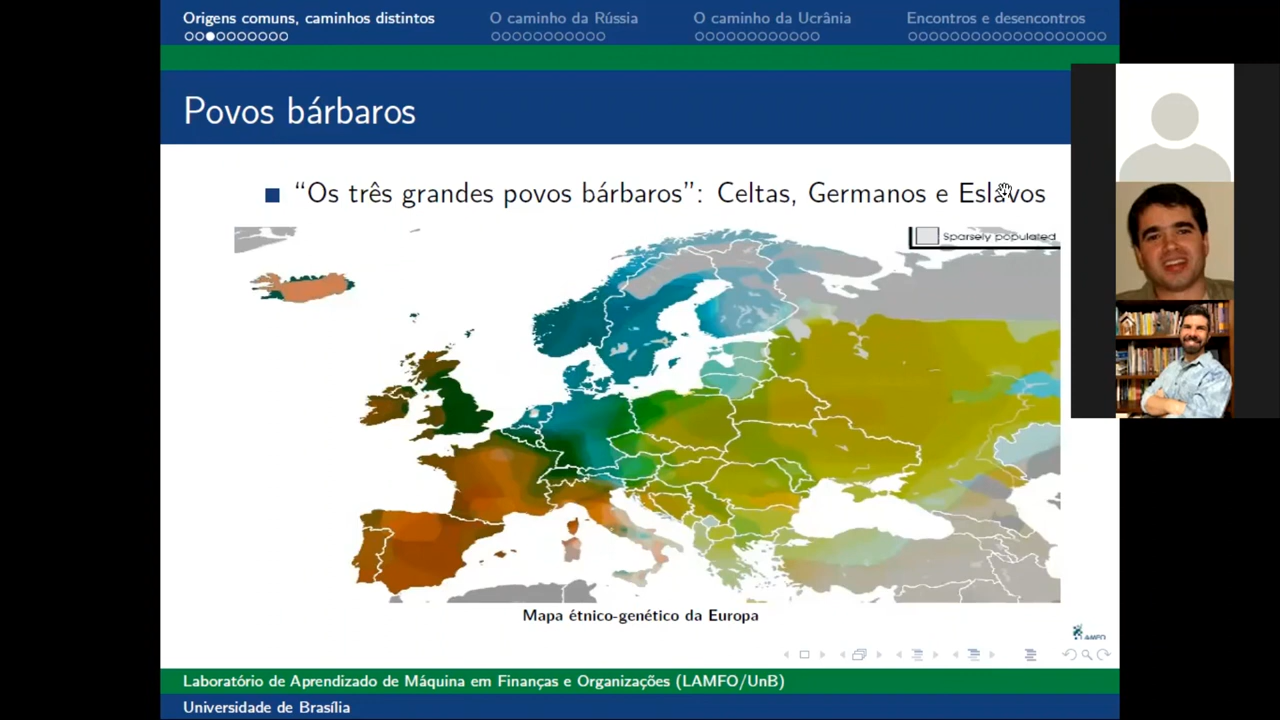 Origens comuns, caminhos distintos
O caminho da Rússia
O caminho da Ucrânia
Encontros e desencontros
Povos bárbaros
“Os três grandes povos bárbaros”: Celtas, Germanos e Eslavos
Sparsely populated
Mapa étnico-genético da Europa
LAMFO
Laboratório de Aprendizado de Máquina em Finanças e Organizações (LAMFO/UnB)
Universidade de Brasília